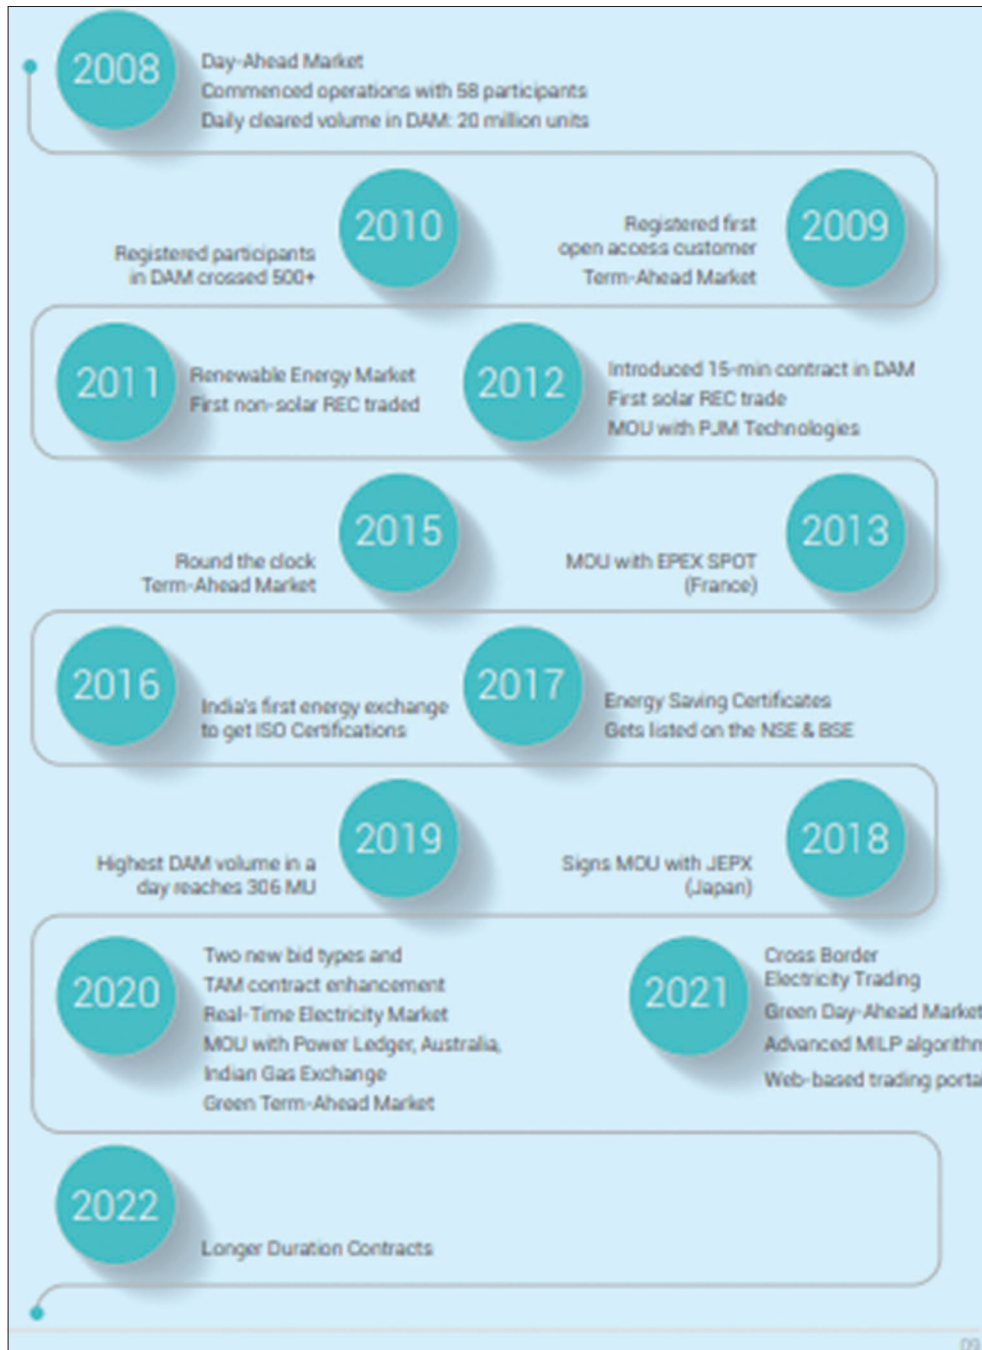 2008
Day-Ahead Market
Commenced operations with 58 participants
Daily cleared volume in DAM: 20 million units
2009
Registered first
open access customer
Term-Ahead Market
2010
Registered participants
in DAM crossed 500+
2011
Renewable Energy Market
First non-solar REC traded
2012
Introduced 15-min contract in DAM
First solar REC trade
MOU with PJM Technologies
2013
MOU with EPEX SPOT
(France)
2015
Round the clock
Term-Ahead Market
2016
India's first energy exchange
to get ISO Certifications
2017
Energy Saving Certificates
Gets listed on the NSE & BSE
2018
Signs MOU with JEPX
(Japan)
2019
Highest DAM volume in a
day reaches 306 MU
2020
Two new bid types and
TAM contract enhancement
Real-Time Electricity Market
MOU with Power Ledger, Australia,
Indian Gas Exchange
Green Term-Ahead Market
2021
Cross Border
Electricity Trading
Green Day-Ahead Market
Advanced MILP
Web-based trading
2022
Longer Duration Contracts
09